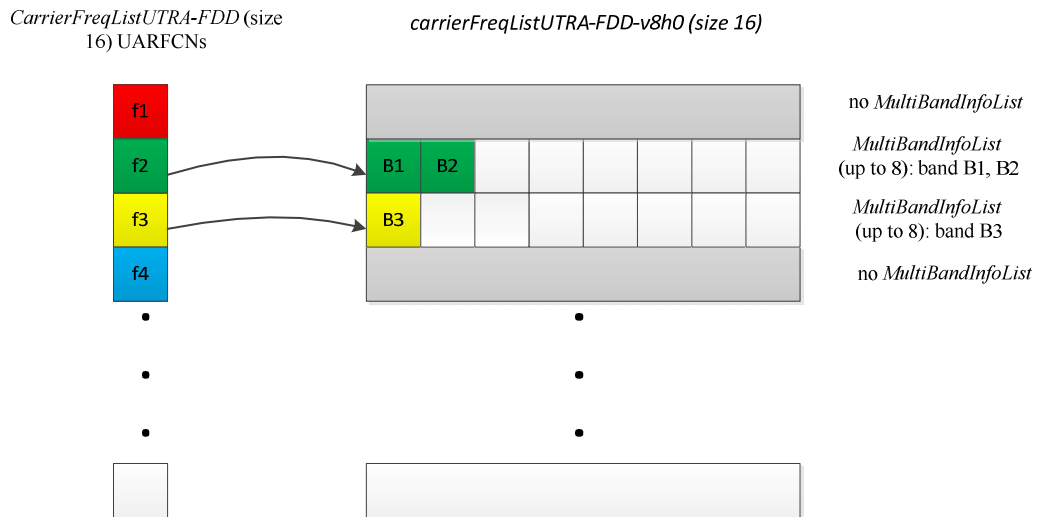 CarrierFreqListUTRA-FDD (size
16) UARFCNs
carrierFreqListUTRA-FDD-v8h0 (size 16)
f1
no MultiBandInfoList
f2
B1 B2
MultiBandInfoList
(up to 8): band B1, B2
f3
B3
MultiBandInfoList
(up to 8): band B3
f4
no MultiBandInfoList